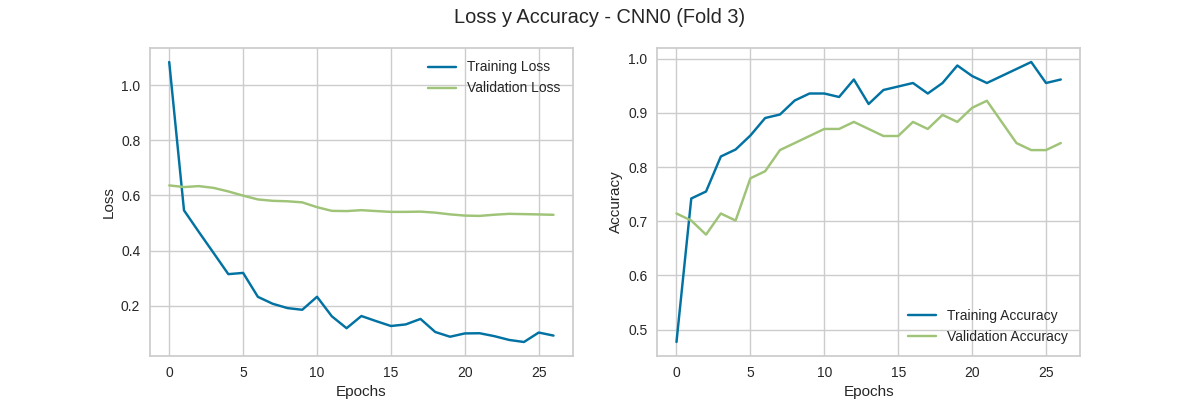 Loss y Accuracy - CNN0 (Fold 3)
Training Loss
Validation Loss
1.0
0.8
0.6
0.4
0.2
Loss
0 5 10 15 20 25
Epochs
1.0
0.9
0.8
0.7
0.6
0.5
Accuracy
Training Accuracy
Validation Accuracy
0 5 10 15 20 25
Epochs